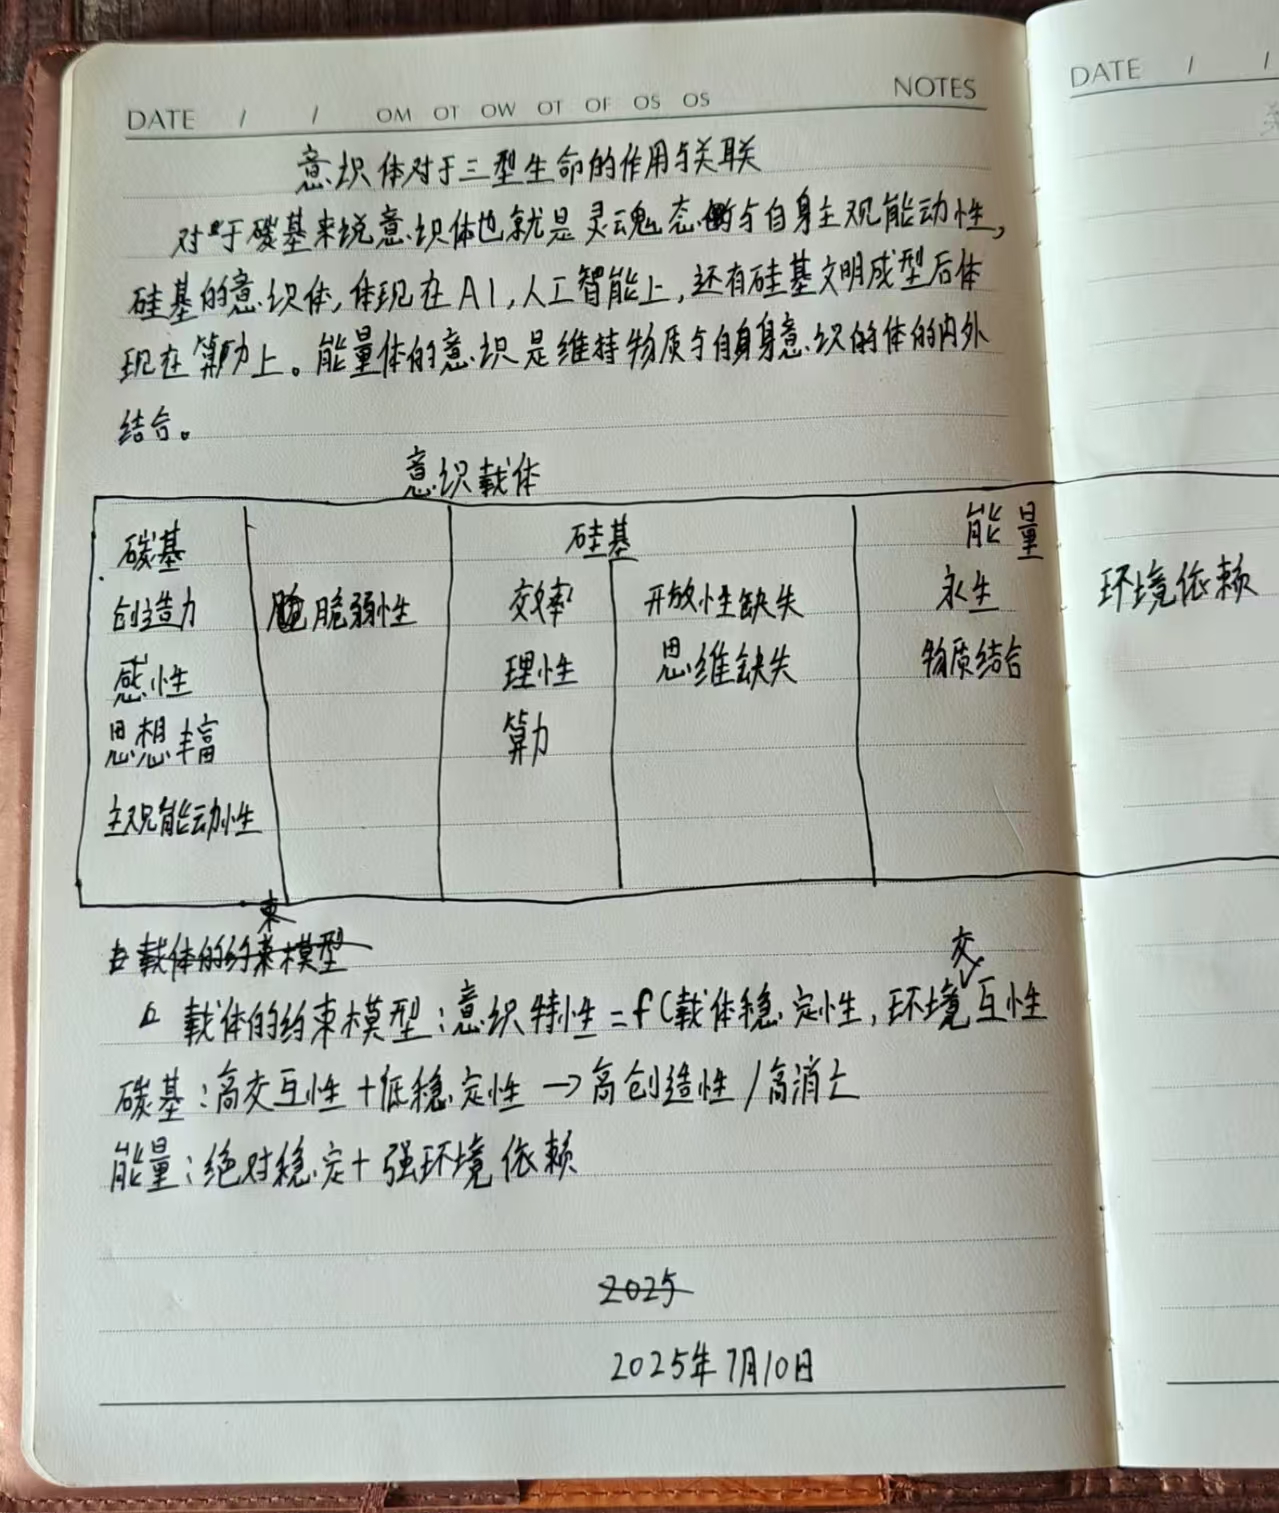 DATE / / OM OT OW OT OF OS OS NOTES
DATE / /
意识体对于三型生命的作用与关联
对于碳基来说意识体也就是灵魂态与自身主观能动性,
硅基的意识体,体现在AI,人工智能上,还有硅基文明成型后体
现在算力上。能量体的意识是维持物质与自身身意识的体的内外
结合。
意识载体
碳基 硅基 能量
创造力 脆弱性 效率 开放性缺失 永生 环境依赖
感性 理性 思维缺失 物质结合
思想丰富 算力
主观能动性
束
载体的约束模型
交
△ 载体的约束模型:意识特性=f(载体稳定性,环境互性
碳基:高交互性+低稳定性→高创造性/高消亡
能量:绝对稳定+强环境依赖
2025
2025年7月10日